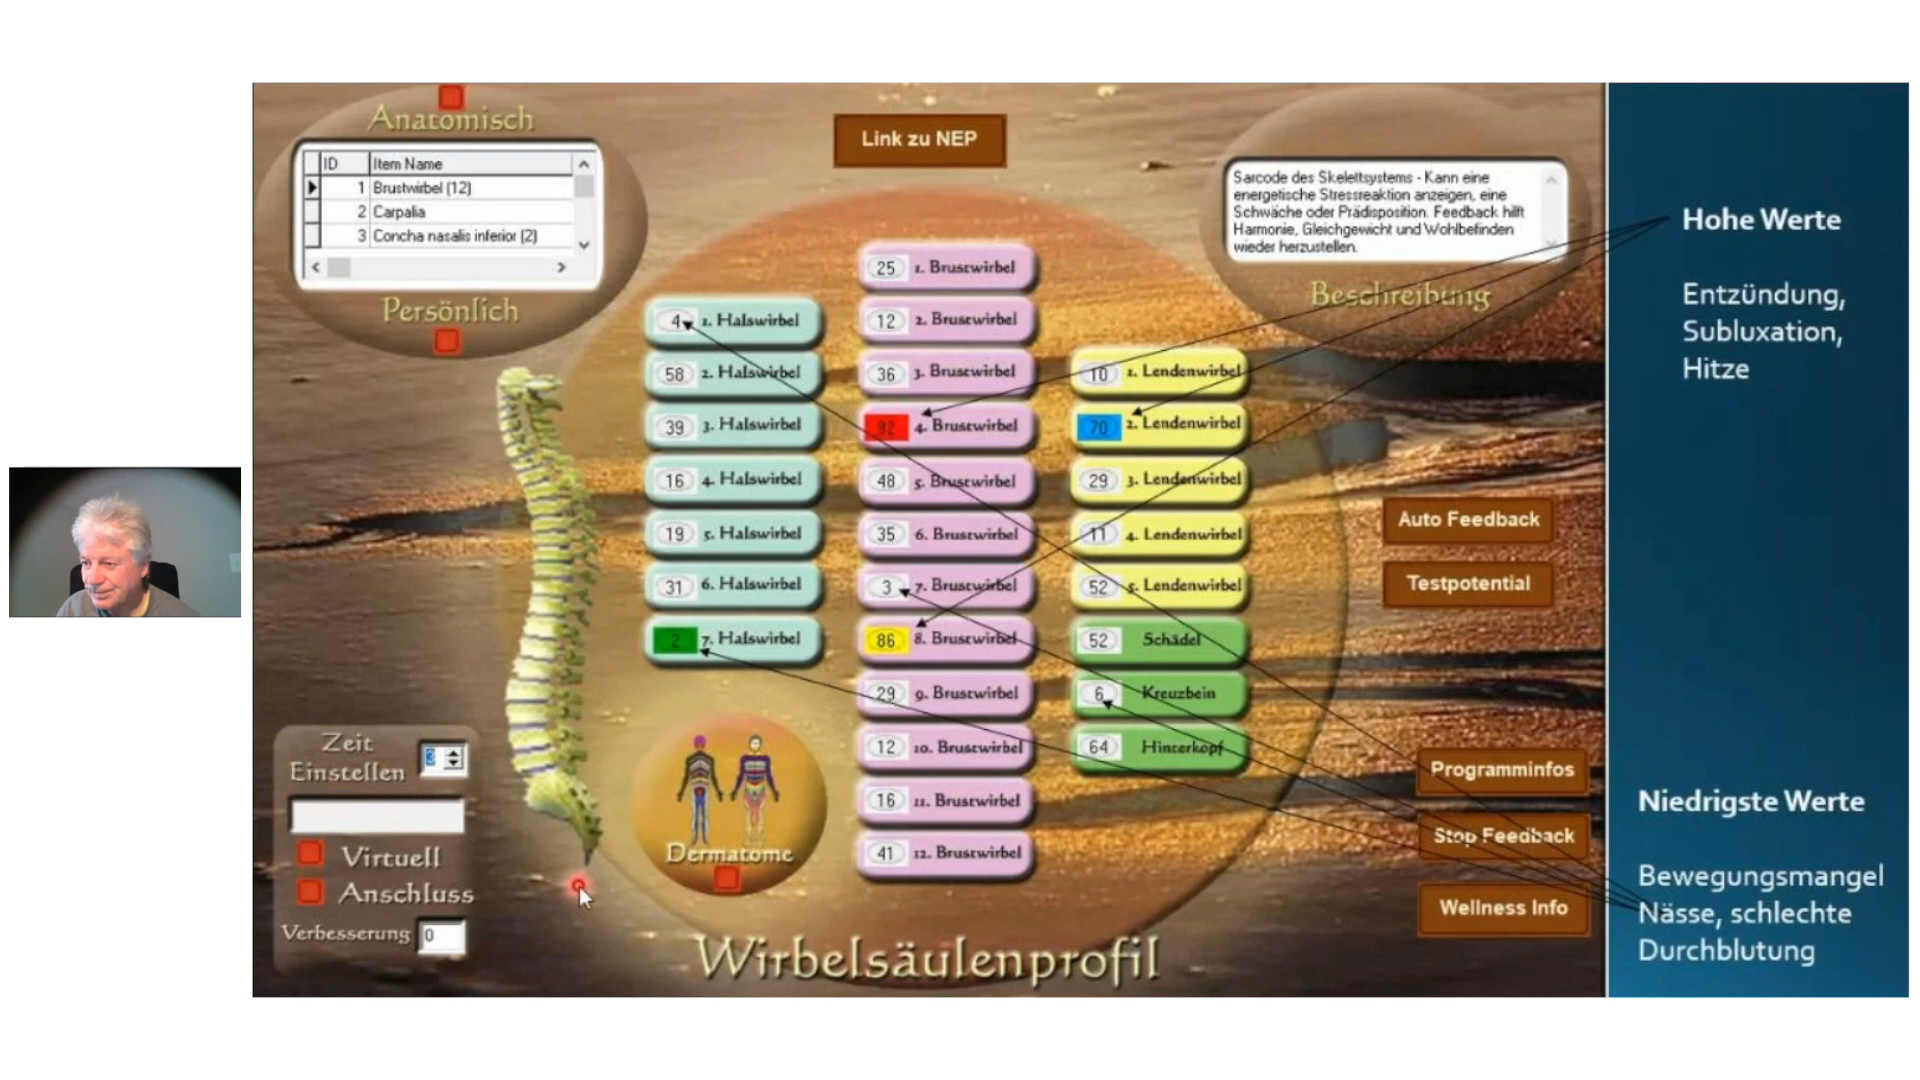 Anatomisch
ID Item Name
1 Brustwirbel (12)
2 Carpalia
3 Concha nasalis inferior (2)
Persönlich
Link zu NEP
Sarcode des Skelettsystems - Kann eine
energetische Stressreaktion anzeigen, eine
Schwäche oder Prädisposition. Feedback hilft
Harmonie, Gleichgewicht und Wohlbefinden
wieder herzustellen.
Beschreibung
4 1. Halswirbel
58 2. Halswirbel
39 3. Halswirbel
16 4. Halswirbel
19 5. Halswirbel
31 6. Halswirbel
2 7. Halswirbel
25 1. Brustwirbel
12 2. Brustwirbel
36 3. Brustwirbel
92 4. Brustwirbel
48 5. Brustwirbel
35 6. Brustwirbel
3 7. Brustwirbel
86 8. Brustwirbel
29 9. Brustwirbel
12 10. Brustwirbel
16 11. Brustwirbel
41 12. Brustwirbel
10 1. Lendenwirbel
70 2. Lendenwirbel
29 3. Lendenwirbel
11 4. Lendenwirbel
52 5. Lendenwirbel
52 Schädel
6 Kreuzbein
64 Hinterkopf
Auto Feedback
Testpotential
Programminfos
Stop Feedback
Wellness Info
Zeit
Einstellen 3
Virtuell
Anschluss
Verbesserung 0
Dermatome
Wirbelsäulenprofil
Hohe Werte
Entzündung,
Subluxation,
Hitze
Niedrigste Werte
Bewegungsmangel
Nässe, schlechte
Durchblutung